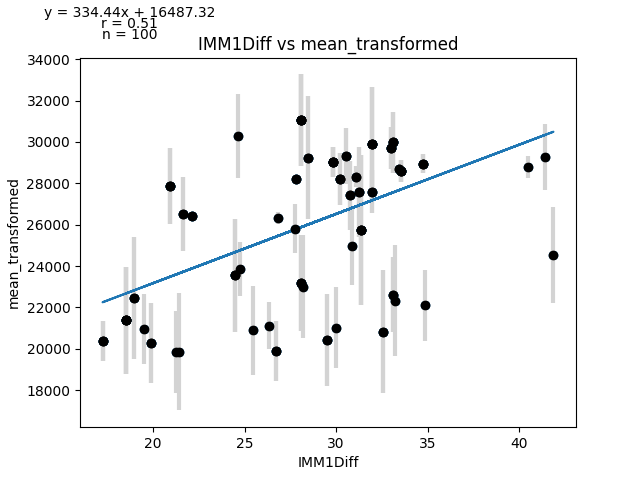 y = 334.44x + 16487.32
r = 0.51
n = 100
IMM1Diff vs mean_transformed
34000
32000
30000
28000
26000
24000
22000
20000
18000
mean_transformed
20
25
30
35
40
IMM1Diff